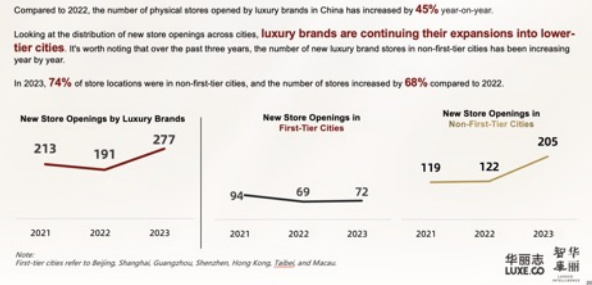 Compared to 2022, the number of physical stores opened by luxury brands in China has increased by 45% year-on-year.
Looking at the distribution of new store openings across cities, luxury brands are continuing their expansions into lower-
tier cities. It's worth noting that over the past three years, the number of new luxury brand stores in non-first-tier cities has been increasing
year by year.
In 2023, 74% of store locations were in non-first-tier cities, and the number of stores increased by 68% compared to 2022.
New Store Openings by Luxury Brands
213
191
277
2021 2022 2023
New Store Openings in
First-Tier Cities
94
69
72
2021 2022 2023
New Store Openings in
Non-First-Tier Cities
119
122
205
2021 2022 2023
Note:
First-tier cities refer to Beijing, Shanghai, Guangzhou, Shenzhen, Hong Kong, Taibei, and Macau.
华丽志
LUXE.CO
智华
库丽
LUXURY
INTELLIGENCE